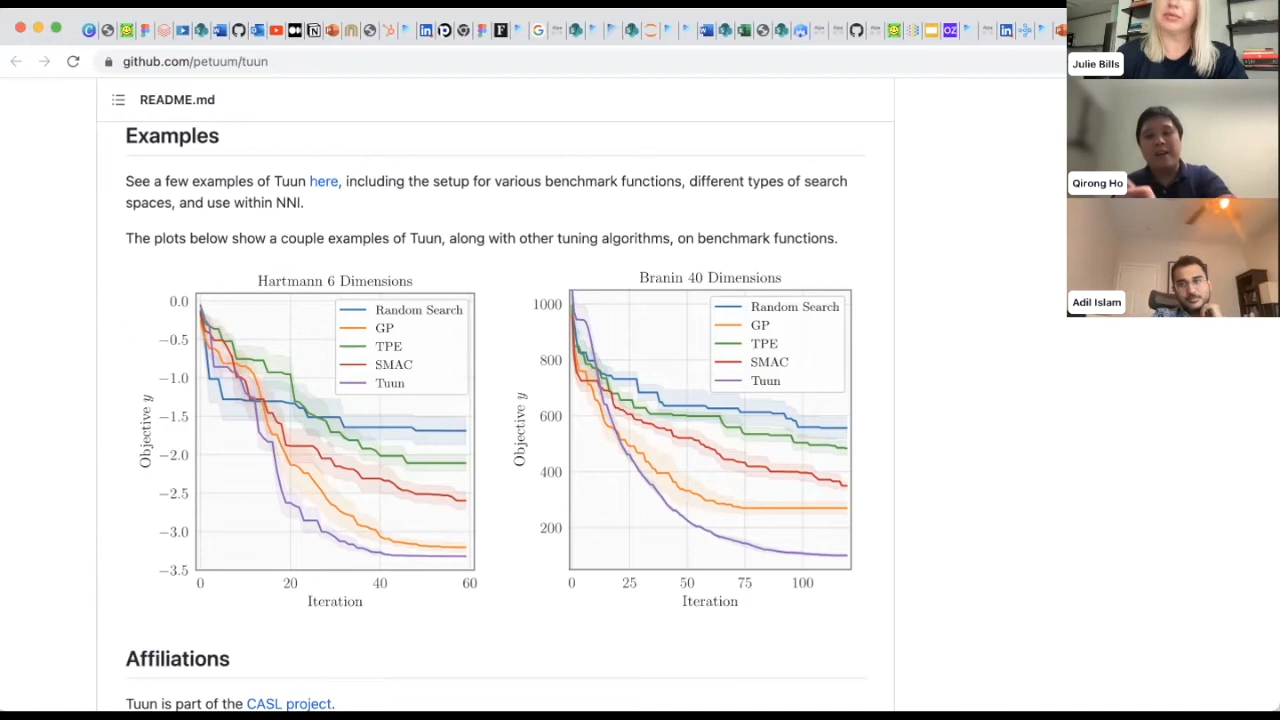 github.com/petuum/tuun
README.md
Examples
See a few examples of Tuun here, including the setup for various benchmark functions, different types of search
spaces, and use within NNI.
The plots below show a couple examples of Tuun, along with other tuning algorithms, on benchmark functions.
Hartmann 6 Dimensions
0.0
−0.5
−1.0
−1.5
−2.0
−2.5
−3.0
−3.5
Objective y
Random Search
GP
TPE
SMAC
Tuun
0 20 40 60
Iteration
Branin 40 Dimensions
1000
800
600
400
200
Objective y
Random Search
GP
TPE
SMAC
Tuun
0 25 50 75 100
Iteration
Affiliations
Tuun is part of the CASL project.
Julie Bills
Qirong Ho
Adil Islam